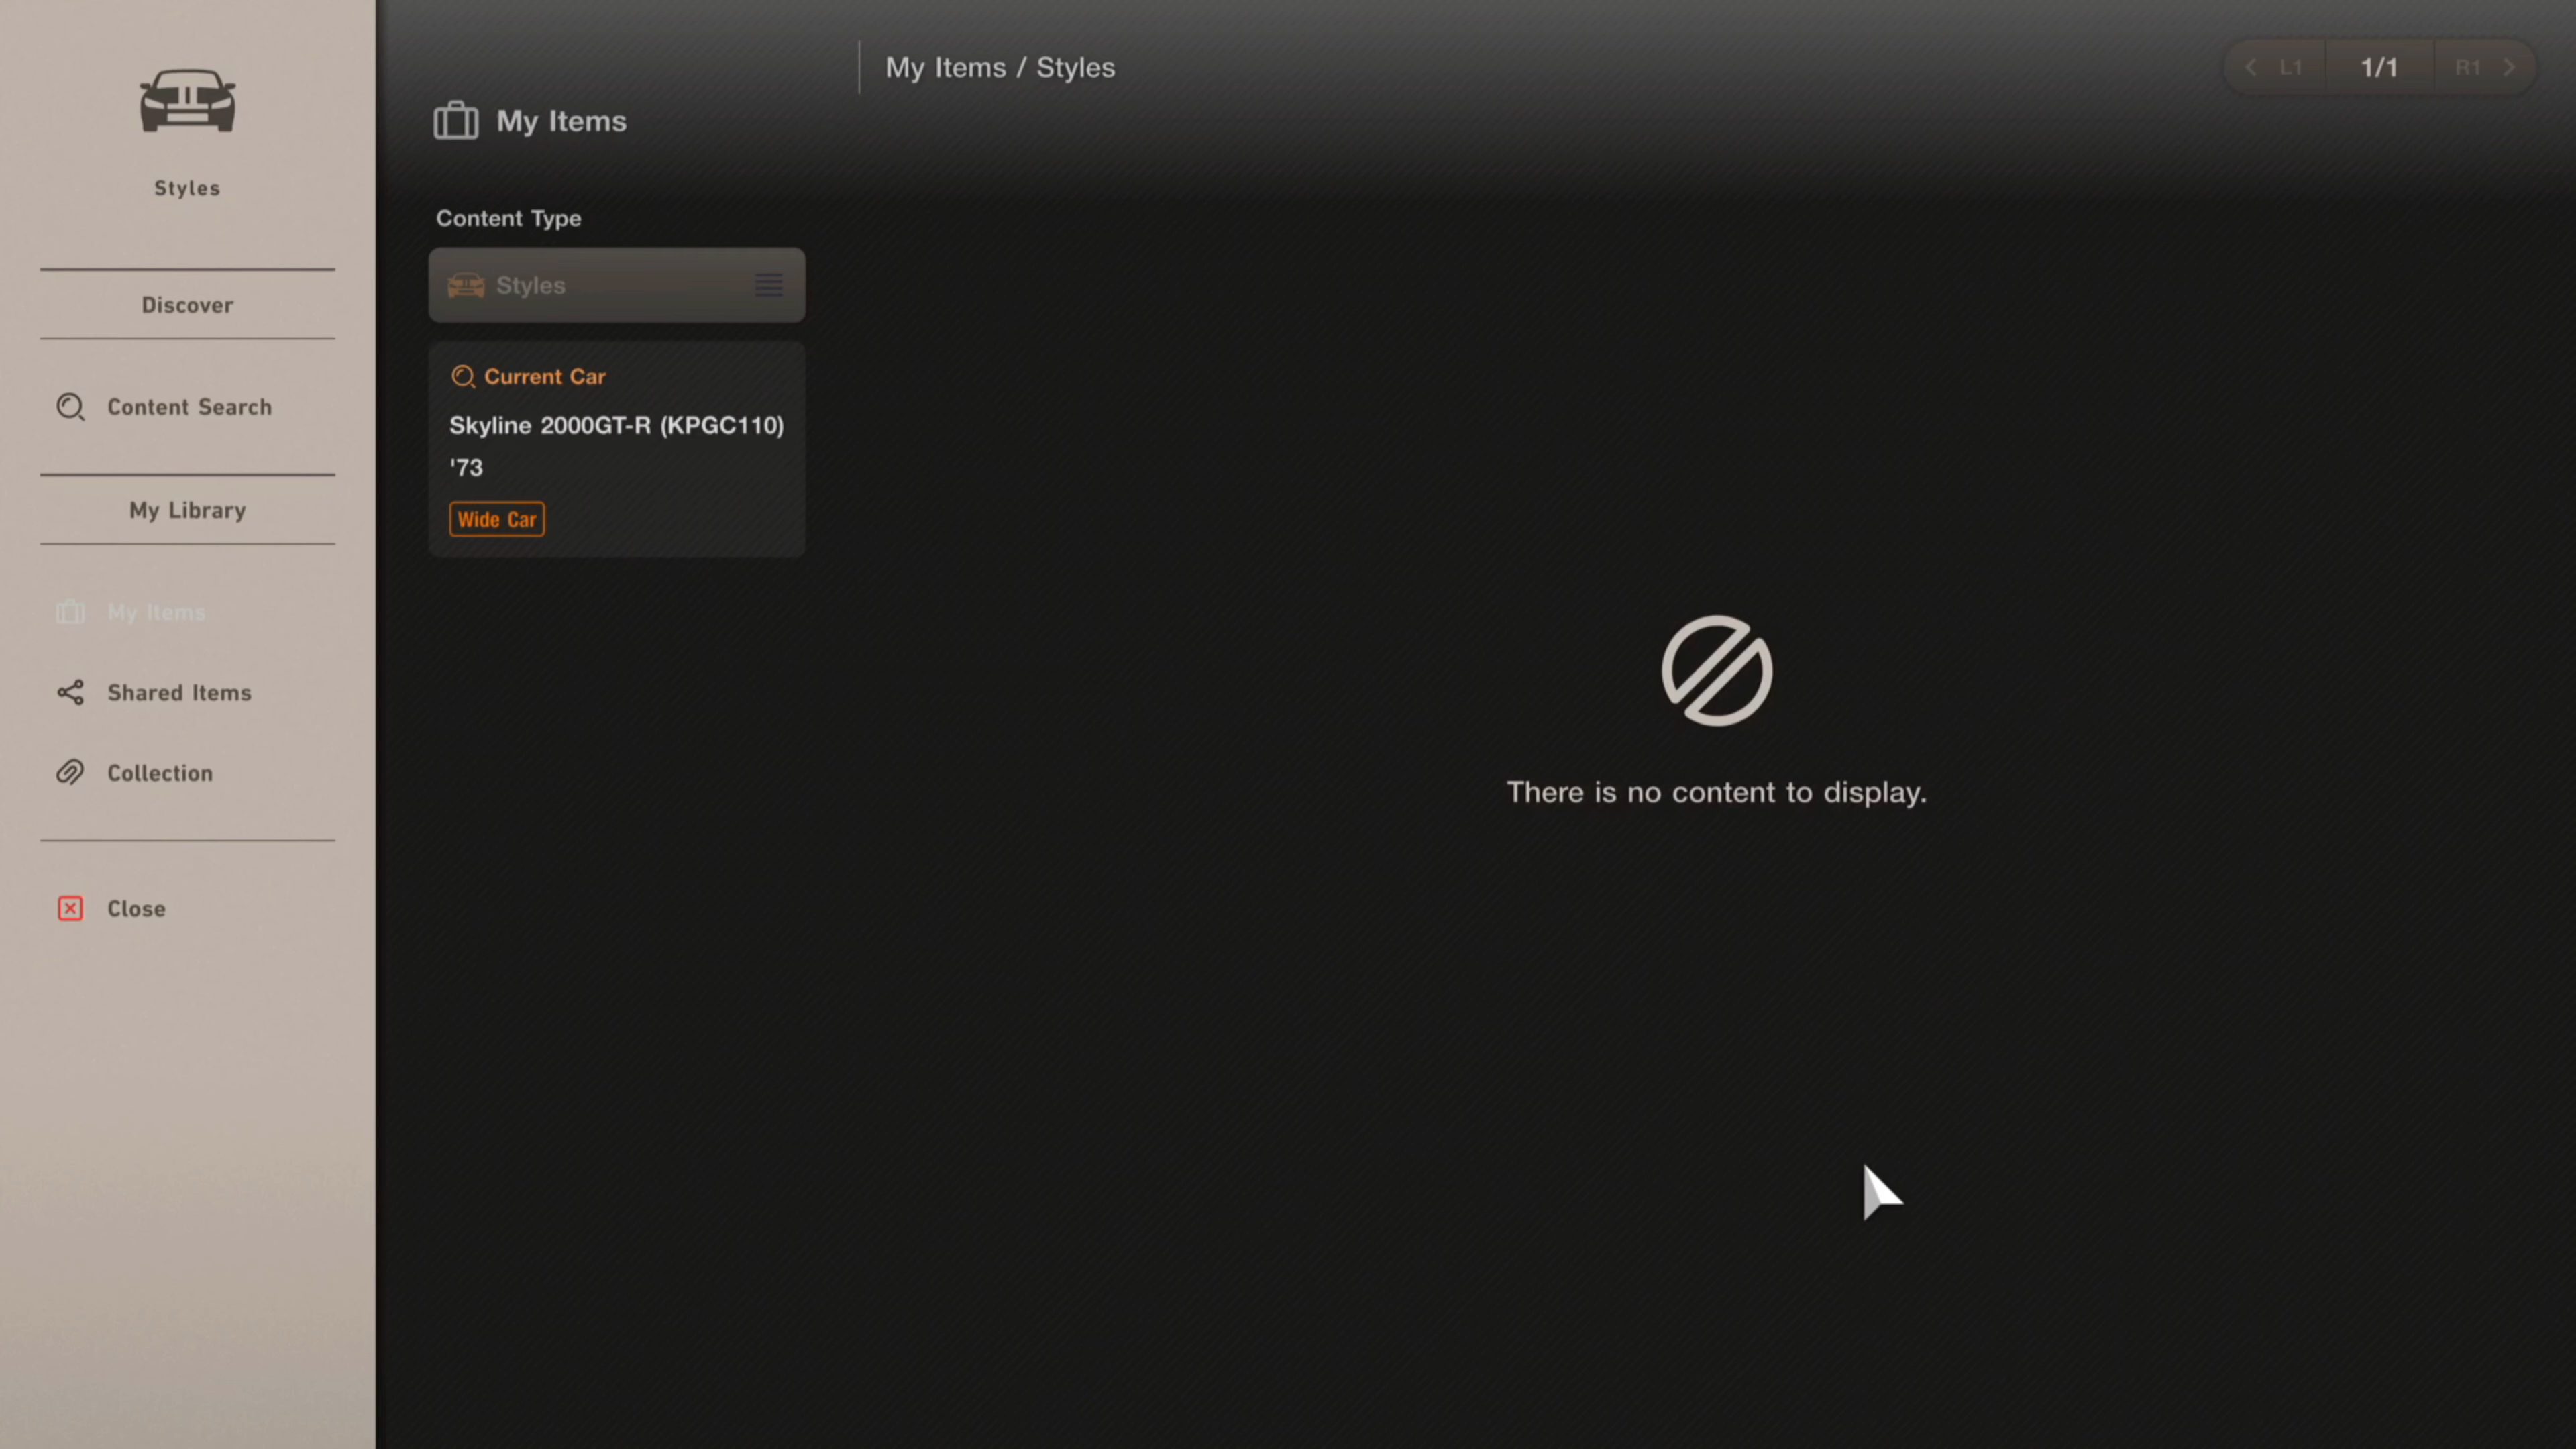 Styles
Discover
Content Search
My Library
My Items
Shared Items
Collection
Close
My Items
Content Type
Styles
Current Car
Skyline 2000GT-R (KPGC110)
'73
Wide Car
My Items / Styles
L1
1/1
R1
There is no content to display.